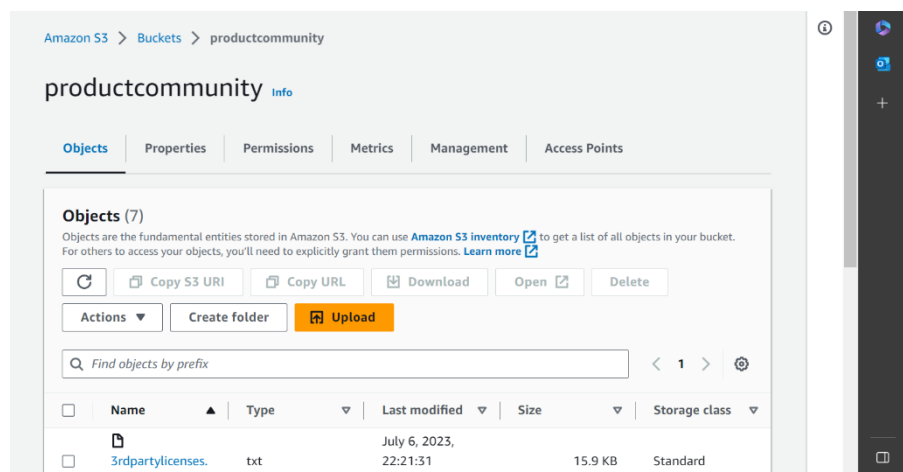 Amazon S3 > Buckets > productcommunity
productcommunity Info
Objects Properties Permissions Metrics Management Access Points
Objects (7)
Objects are the fundamental entities stored in Amazon S3. You can use Amazon S3 inventory to get a list of all objects in your bucket.
For others to access your objects, you'll need to explicitly grant them permissions. Learn more
Copy S3 URI Copy URL Download Open Delete
Actions Create folder Upload
Find objects by prefix < 1 >
Name Type Last modified Size Storage class
July 6, 2023,
3rdpartylicenses. txt 22:21:31 15.9 KB Standard